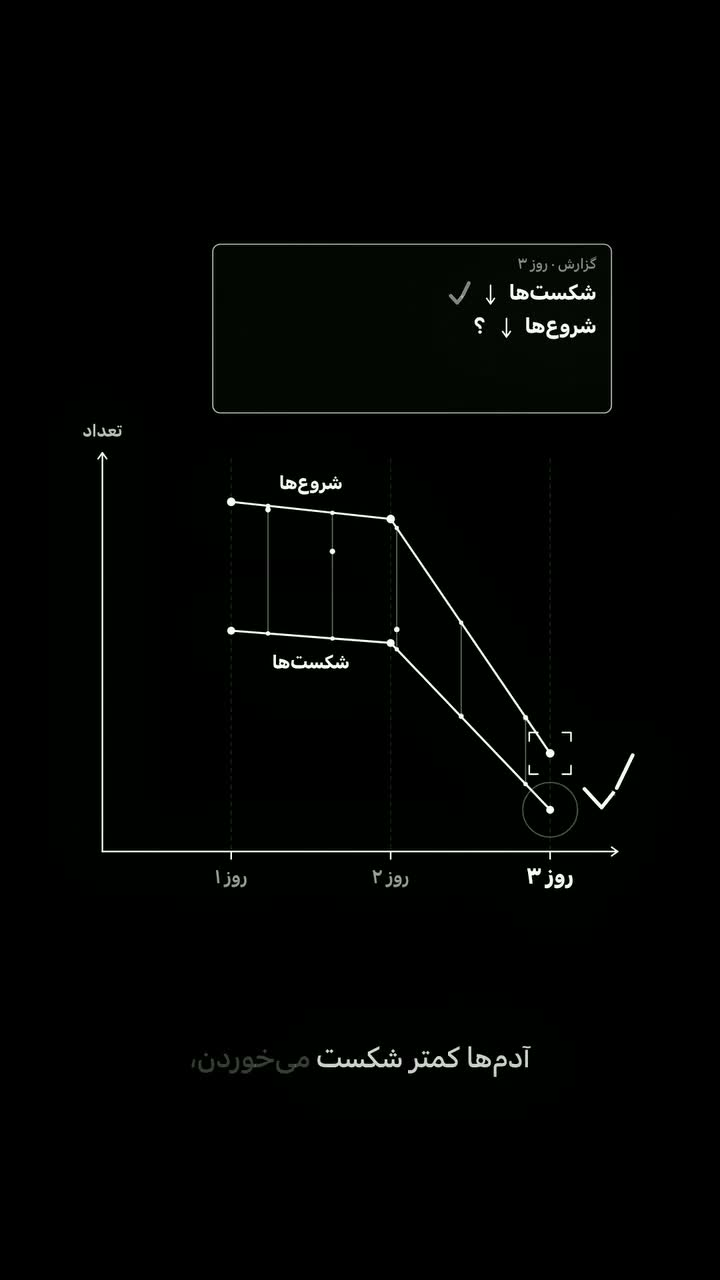 گزارش · روز ۳
شکست‌ها ↓ ✓
شروع‌ها ↓ ؟
تعداد
شروع‌ها
شکست‌ها
روز ۱
روز ۲
روز ۳
آدم‌ها کمتر شکست می‌خوردن،